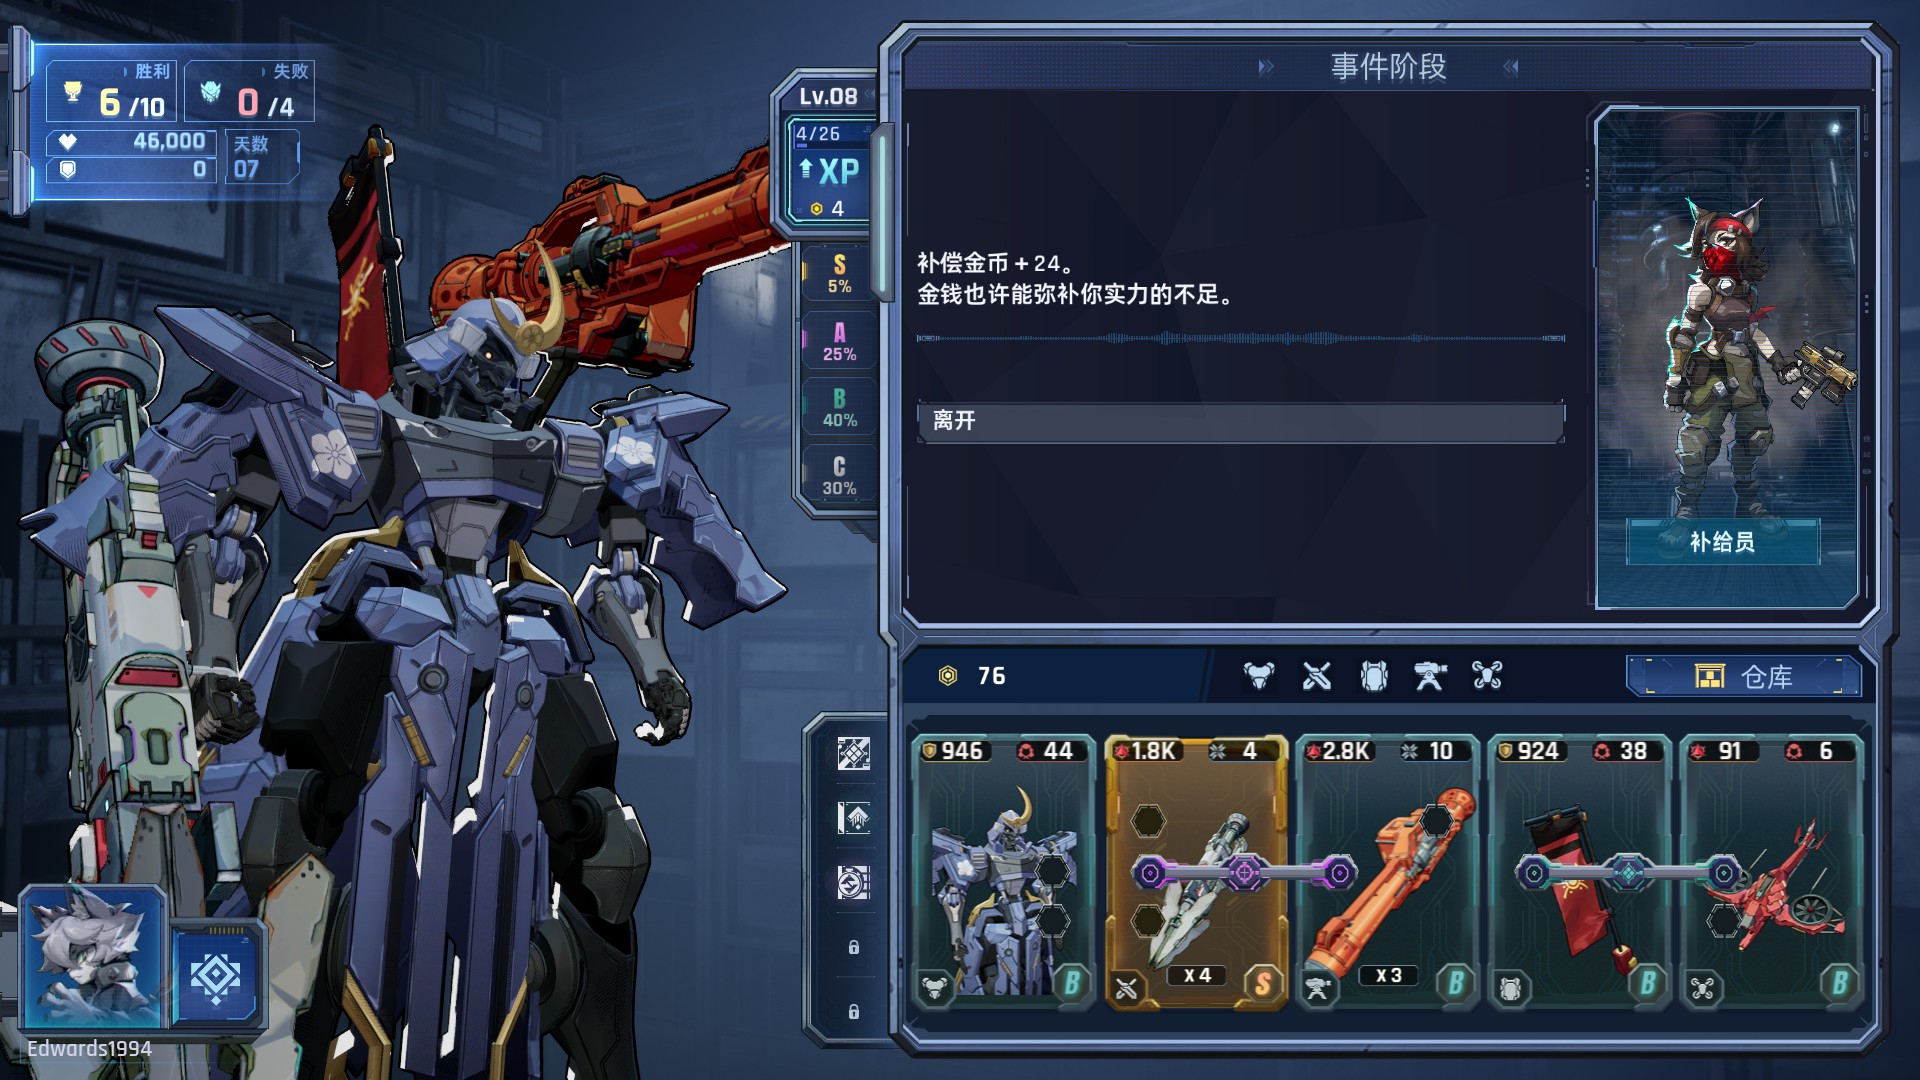 胜利
6/10
失败
0/4
46,000
0
天数
07
Lv.08
4/26
XP
4
S
5%
A
25%
B
40%
C
30%
事件阶段
补偿金币+24。
金钱也许能弥补你实力的不足。
离开
补给员
76
仓库
946 44
1.8K 4
2.8K 10
924 38
91 6
B
x4
S
x3
B
B
B
Edwards1994